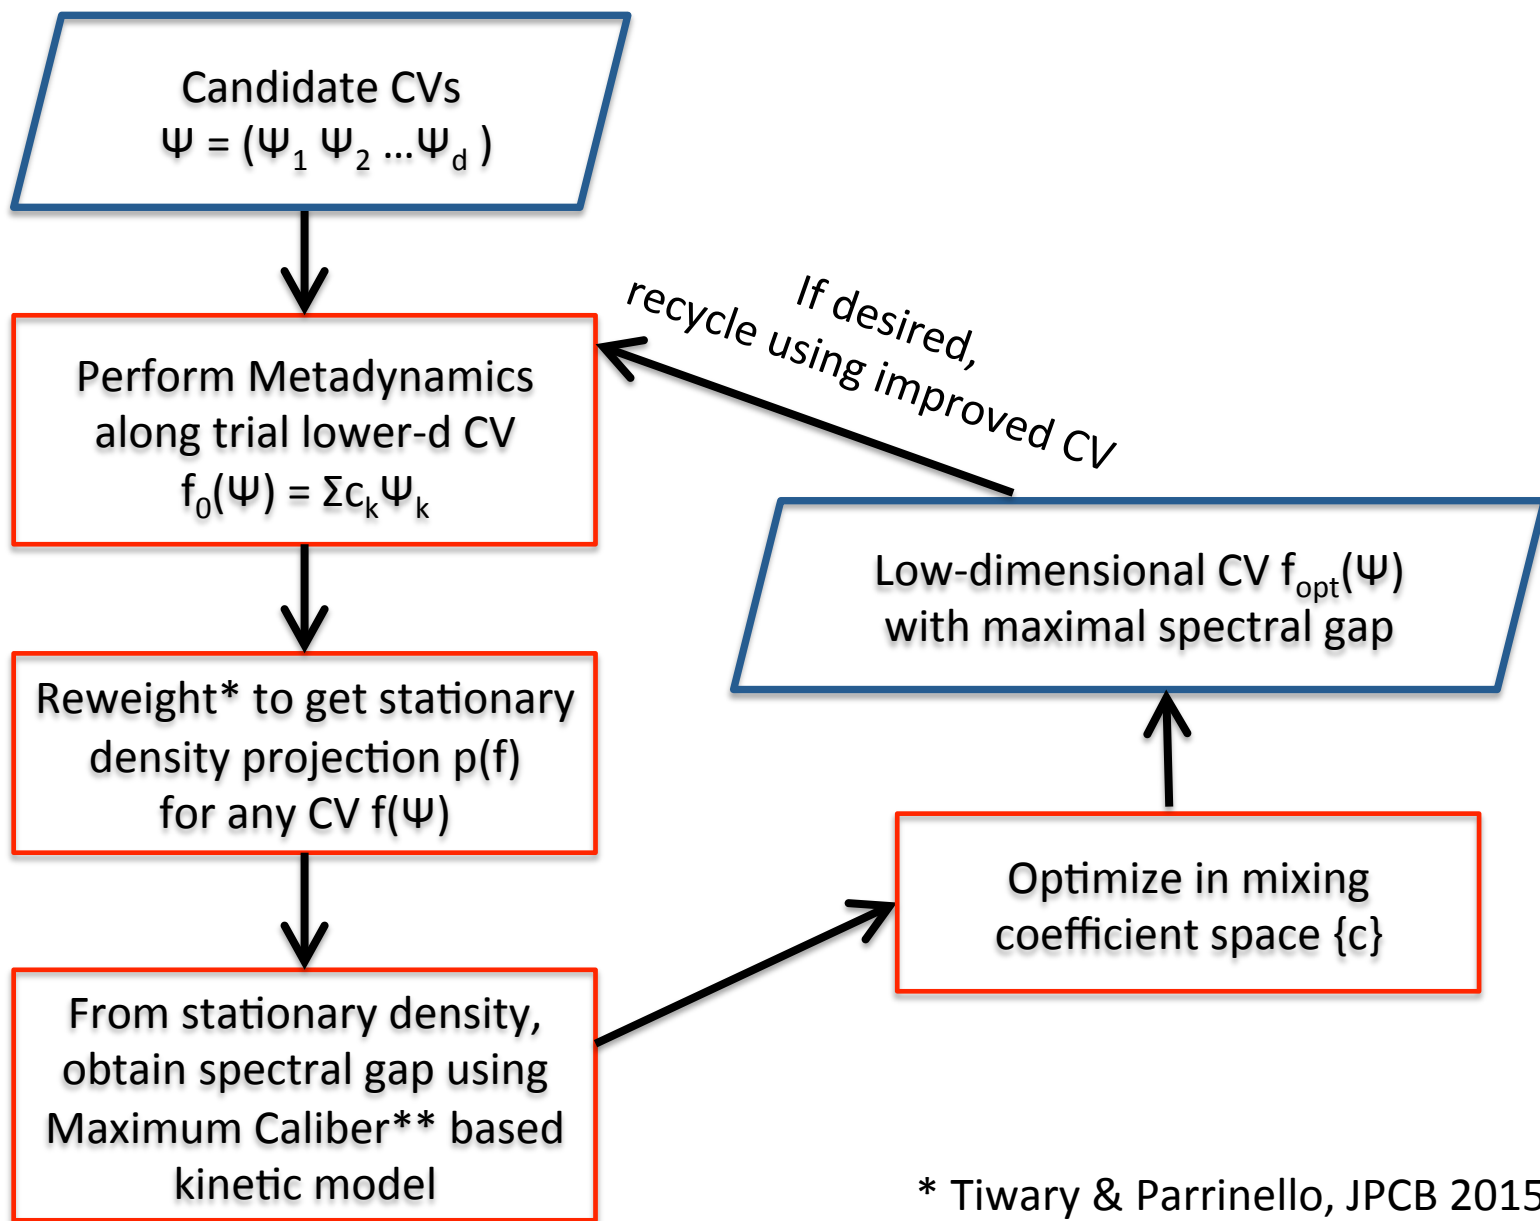 Candidate CVs
Ψ = (Ψ₁ Ψ₂ …Ψd )
Perform Metadynamics
along trial lower-d CV
f₀(Ψ) = ΣcₖΨₖ
Reweight* to get stationary
density projection p(f)
for any CV f(Ψ)
From stationary density,
obtain spectral gap using
Maximum Caliber** based
kinetic model
Optimize in mixing
coefficient space {c}
Low-dimensional CV fopt(Ψ)
with maximal spectral gap
If desired,
recycle using improved CV
* Tiwary & Parrinello, JPCB 2015